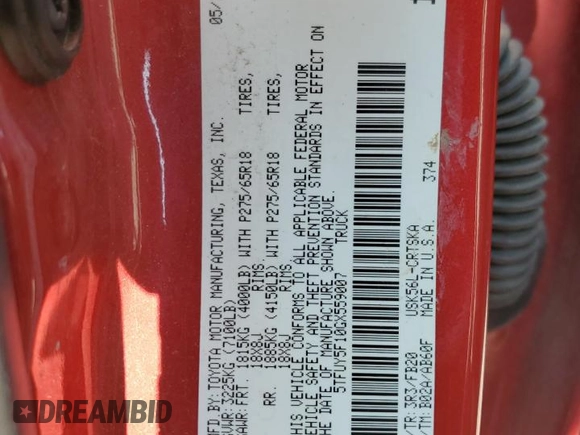 MFD.BY:TOYOTA MOTOR MANUFACTURING, TEXAS, INC. 05/
GVWR: 3225KG (7100LB)
GAWR: FRT. 1815KG (4000LB) WITH P275/65R18 TIRES,
18X8J RIMS
RR. 1885KG (4150LB) WITH P275/65R18 TIRES,
18X8J RIMS
THIS VEHICLE CONFORMS TO ALL APPLICABLE FEDERAL MOTOR
VEHICLE SAFETY AND THEFT PREVENTION STANDARDS IN EFFECT ON
THE DATE OF MANUFACTURE SHOWN ABOVE.
5TFUY5F10GX559007 TRUCK
/TR: 3R3/FB20 USK56L-CRTSKA
/TM: B02A/AB60F MADE IN U.S.A. 374
DIRTYDEALZ